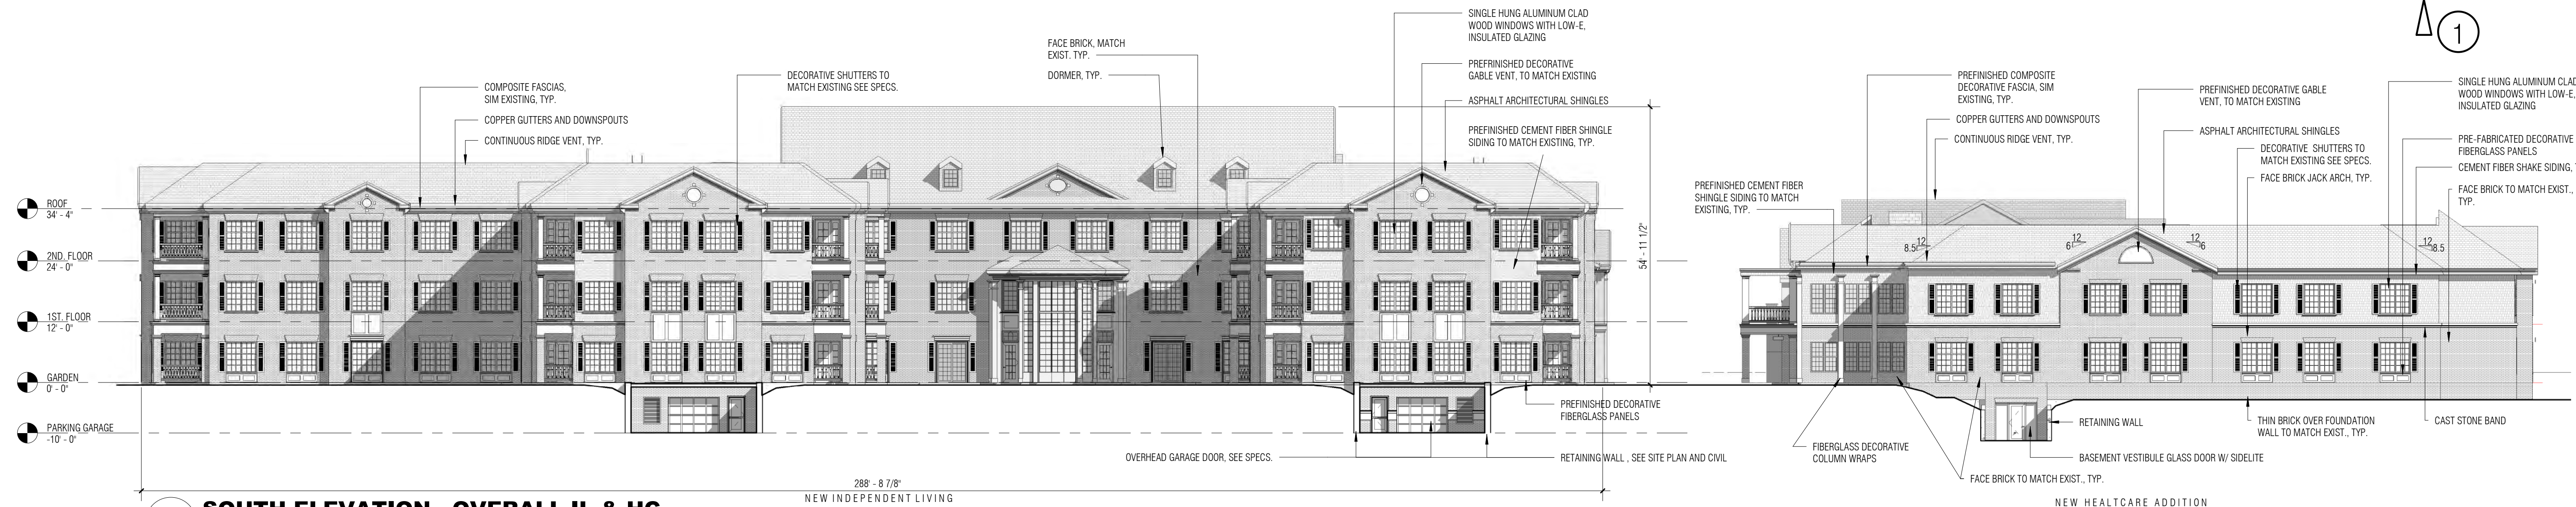 1
SINGLE HUNG ALUMINUM CLAD
WOOD WINDOWS WITH LOW-E,
INSULATED GLAZING
FACE BRICK, MATCH
EXIST. TYP.
DORMER, TYP.
PREFRINISHED DECORATIVE
GABLE VENT, TO MATCH EXISTING
DECORATIVE SHUTTERS TO
MATCH EXISTING SEE SPECS.
COMPOSITE FASCIAS,
SIM EXISTING, TYP.
COPPER GUTTERS AND DOWNSPOUTS
CONTINUOUS RIDGE VENT, TYP.
ASPHALT ARCHITECTURAL SHINGLES
PREFINISHED CEMENT FIBER SHINGLE
SIDING TO MATCH EXISTING, TYP.
ROOF
34' - 4"
2ND. FLOOR
24' - 0"
1ST. FLOOR
12' - 0"
GARDEN
0' - 0"
PARKING GARAGE
-10' - 0"
54' - 11 1/2"
PREFINISHED DECORATIVE
FIBERGLASS PANELS
OVERHEAD GARAGE DOOR, SEE SPECS.
RETAINING WALL , SEE SITE PLAN AND CIVIL
288' - 8 7/8"
NEW INDEPENDENT LIVING
SOUTH ELEVATION - OVERALL IL & HC
PREFINISHED COMPOSITE
DECORATIVE FASCIA, SIM
EXISTING, TYP.
COPPER GUTTERS AND DOWNSPOUTS
CONTINUOUS RIDGE VENT, TYP.
PREFINISHED CEMENT FIBER
SHINGLE SIDING TO MATCH
EXISTING, TYP.
PREFINISHED DECORATIVE GABLE
VENT, TO MATCH EXISTING
ASPHALT ARCHITECTURAL SHINGLES
DECORATIVE SHUTTERS TO
MATCH EXISTING SEE SPECS.
FACE BRICK JACK ARCH, TYP.
SINGLE HUNG ALUMINUM CLAD
WOOD WINDOWS WITH LOW-E,
INSULATED GLAZING
PRE-FABRICATED DECORATIVE
FIBERGLASS PANELS
CEMENT FIBER SHAKE SIDING,
FACE BRICK TO MATCH EXIST.,
TYP.
12
8.5
12
6
12
6
12
8.5
RETAINING WALL
THIN BRICK OVER FOUNDATION
WALL TO MATCH EXIST., TYP.
CAST STONE BAND
FIBERGLASS DECORATIVE
COLUMN WRAPS
BASEMENT VESTIBULE GLASS DOOR W/ SIDELITE
FACE BRICK TO MATCH EXIST., TYP.
NEW HEALTCARE ADDITION